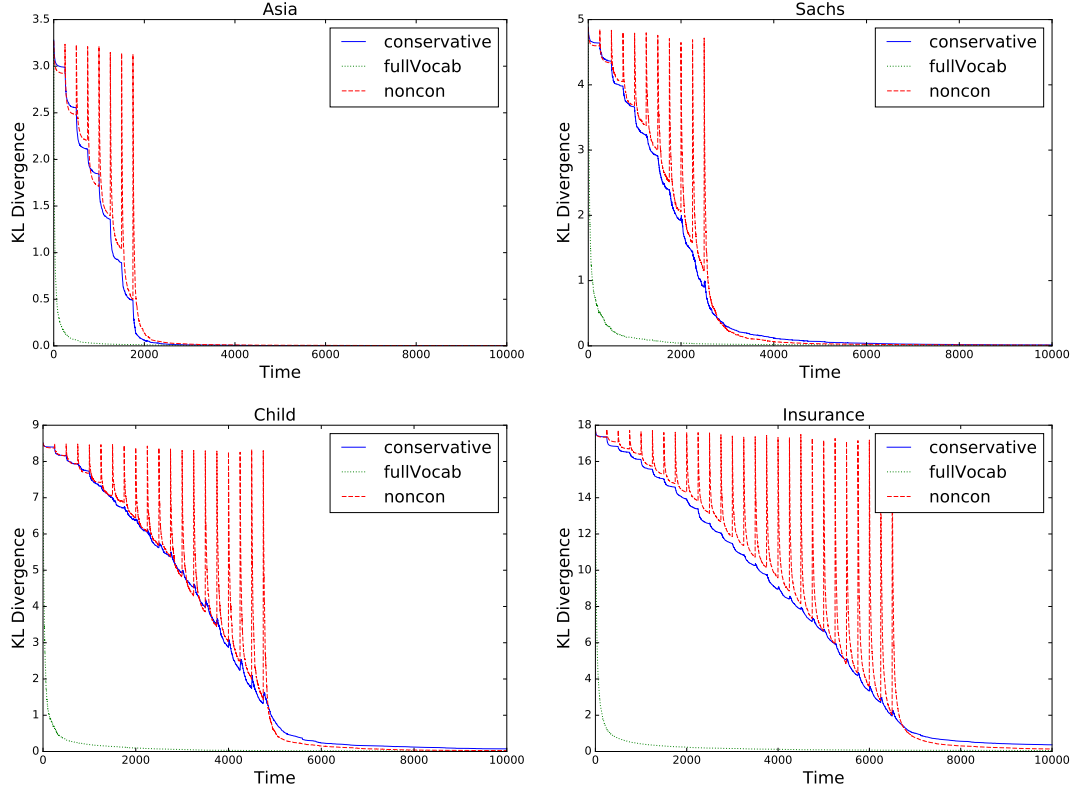 Asia
KL Divergence
3.5
3.0
2.5
2.0
1.5
1.0
0.5
0.0
conservative
fullVocab
noncon
0 2000 4000 6000 8000 10000
Time
Sachs
KL Divergence
5
4
3
2
1
0
conservative
fullVocab
noncon
0 2000 4000 6000 8000 10000
Time
Child
KL Divergence
9
8
7
6
5
4
3
2
1
0
conservative
fullVocab
noncon
0 2000 4000 6000 8000 10000
Time
Insurance
KL Divergence
18
16
14
12
10
8
6
4
2
0
conservative
fullVocab
noncon
0 2000 4000 6000 8000 10000
Time